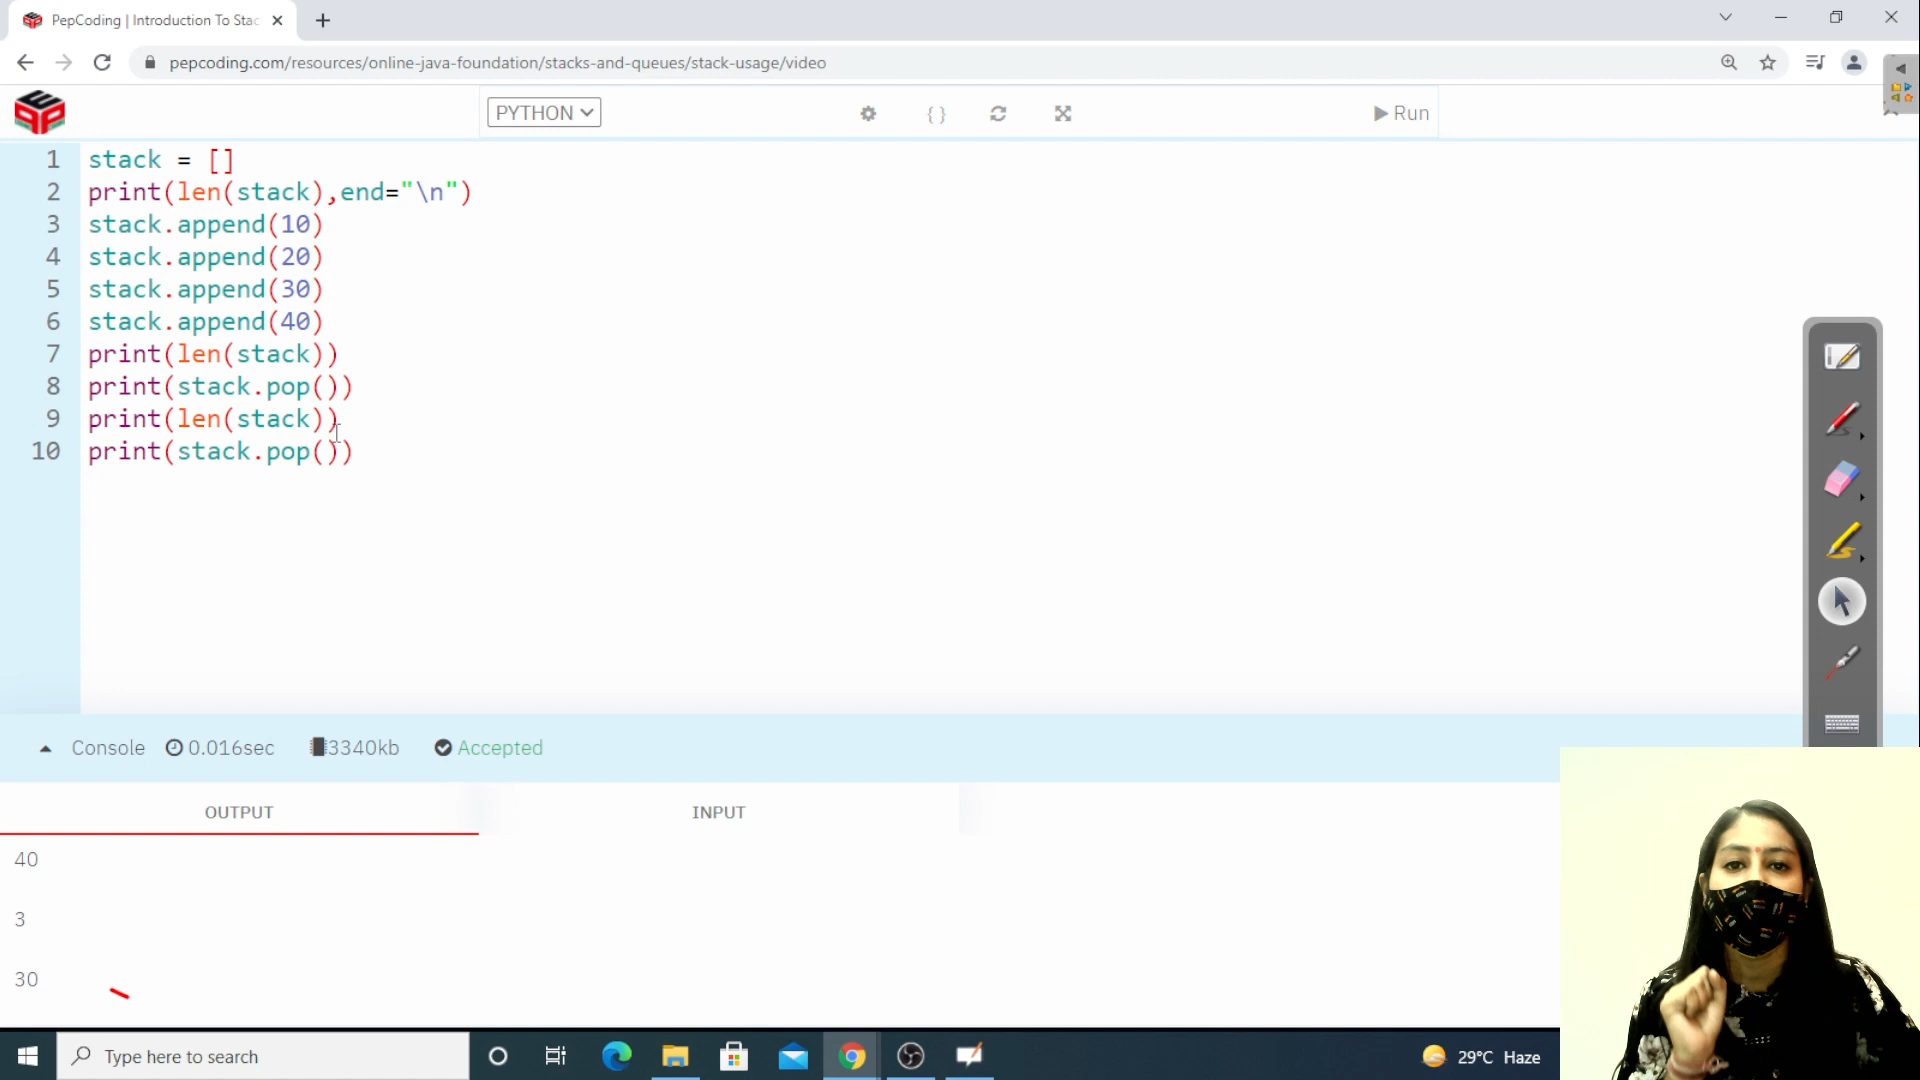 PepCoding | Introduction To Stac
pepcoding.com/resources/online-java-foundation/stacks-and-queues/stack-usage/video
PEP
PYTHON
{ }
Run
1 stack = []
2 print(len(stack),end="\n")
3 stack.append(10)
4 stack.append(20)
5 stack.append(30)
6 stack.append(40)
7 print(len(stack))
8 print(stack.pop())
9 print(len(stack))
10 print(stack.pop())
Console 0.016sec 3340kb Accepted
OUTPUT INPUT
40
3
30
Type here to search
29°C Haze